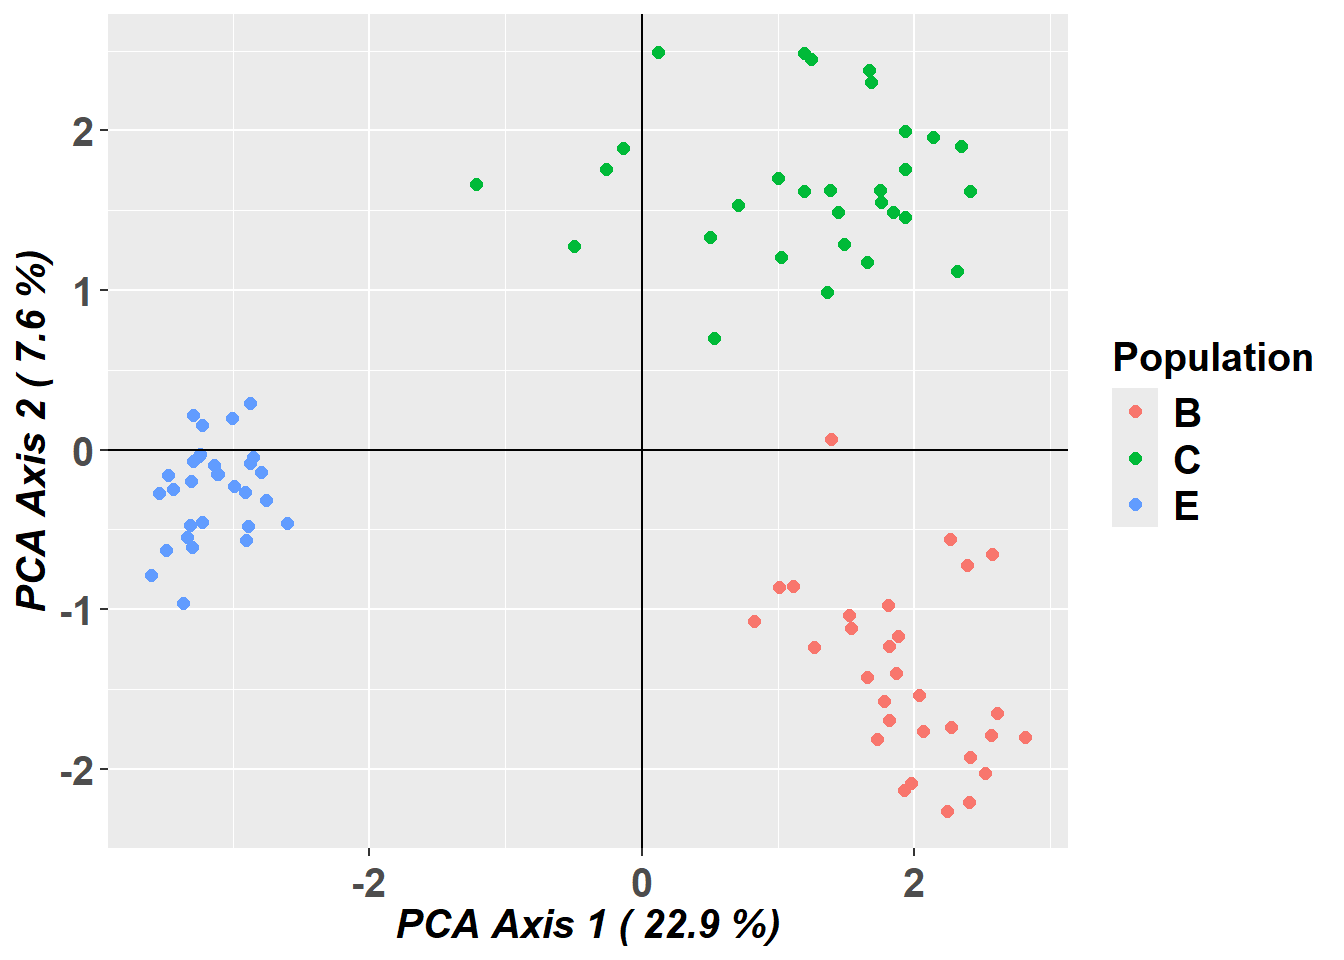 2
1
0
-1
-2
PCA Axis 2 ( 7.6 %)
-2 0 2
PCA Axis 1 ( 22.9 %)
Population
B
C
E